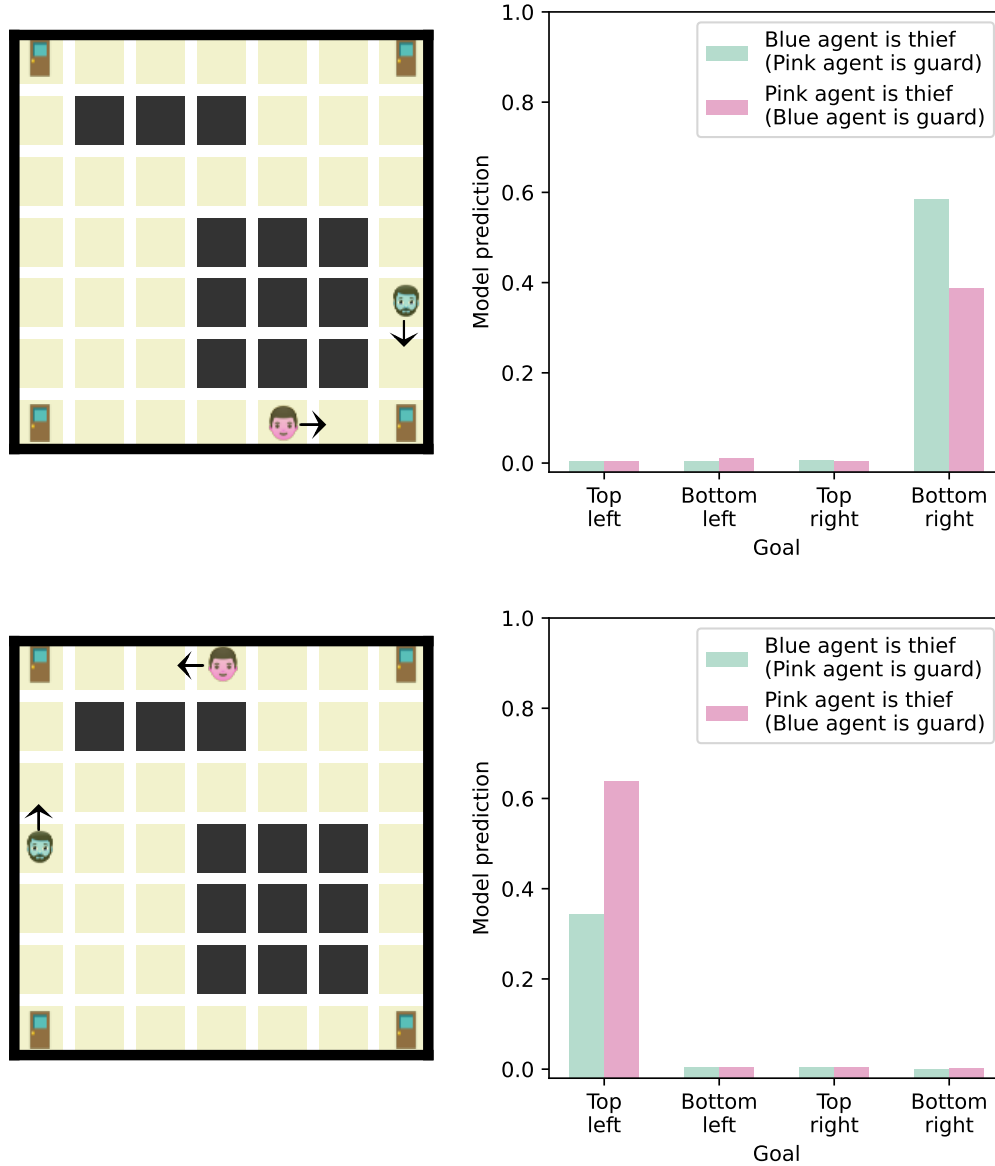 1.0
0.8
0.6
0.4
0.2
0.0
Model prediction
Blue agent is thief
(Pink agent is guard)
Pink agent is thief
(Blue agent is guard)
Top
left
Bottom
left
Top
right
Bottom
right
Goal
1.0
0.8
0.6
0.4
0.2
0.0
Model prediction
Blue agent is thief
(Pink agent is guard)
Pink agent is thief
(Blue agent is guard)
Top
left
Bottom
left
Top
right
Bottom
right
Goal